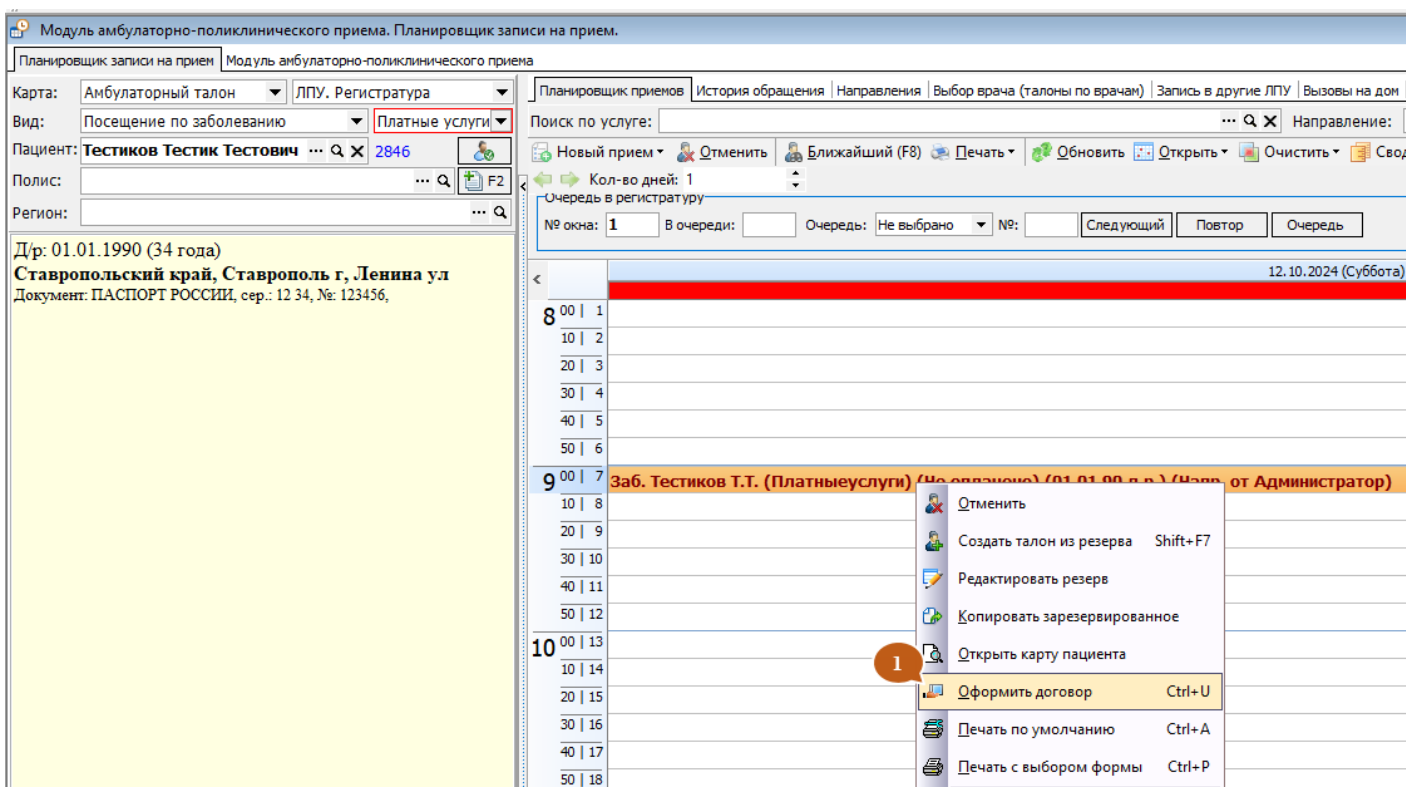 Модуль амбулаторно-поликлинического приема. Планировщик записи на прием.
Планировщик записи на прием Модуль амбулаторно-поликлинического приема
Карта: Амбулаторный талон ЛПУ. Регистратура
Вид: Посещение по заболеванию Платные услуги
Пациент: Тестиков Тестик Тестович ... 2846
Полис: ... F2
Регион: ...
Д/р: 01.01.1990 (34 года)
Ставропольский край, Ставрополь г, Ленина ул
Документ: ПАСПОРТ РОССИИ, сер.: 12 34, №: 123456,
Планировщик приемов История обращения Направления Выбор врача (талоны по врачам) Запись в другие ЛПУ Вызовы на дом
Поиск по услуге: ... Направление:
Новый прием Отменить Ближайший (F8) Печать Обновить Открыть Очистить Свод
Кол-во дней: 1
Очередь в регистратуру
№ окна: 1 В очереди: Очередь: Не выбрано №: Следующий Повтор Очередь
<
12.10.2024 (Суббота)
8 00 | 1
10 | 2
20 | 3
30 | 4
40 | 5
50 | 6
9 00 | 7 Заб. Тестиков Т.Т. (Платныеуслуги) (Не оплачено) (01.01.90 д.р.) (Напр. от Администратор)
10 | 8
20 | 9
30 | 10
40 | 11
50 | 12
10 00 | 13
10 | 14
20 | 15
30 | 16
40 | 17
50 | 18
Отменить
Создать талон из резерва Shift+F7
Редактировать резерв
Копировать зарезервированное
Открыть карту пациента
1
Оформить договор Ctrl+U
Печать по умолчанию Ctrl+A
Печать с выбором формы Ctrl+P